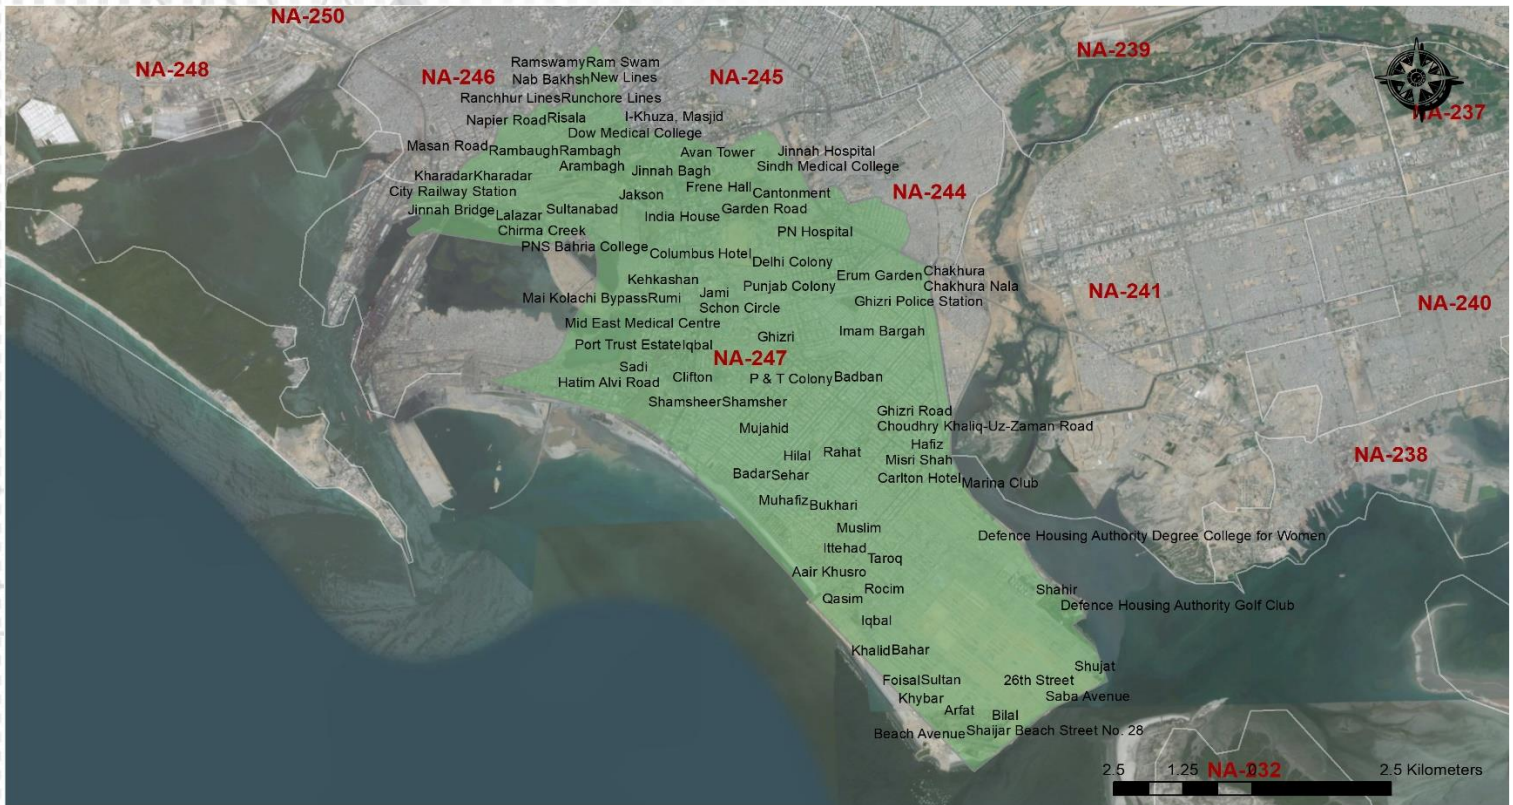 NA-250
NA-239
NA-248
NA-246
NA-245
Ramswamy Ram Swam
Nab Bakhsh New Lines
Ranchhur Lines Runchore Lines
NA-237
Napier Road Risala
I-Khuza, Masjid
Dow Medical College
Masan Road
Rambaugh Rambagh
Avan Tower
Jinnah Hospital
Arambagh
Jinnah Bagh
Sindh Medical College
Kharadar Kharadar
City Railway Station
Jakson
Frene Hall
Cantonment
NA-244
Jinnah Bridge
Lalazar
Sultanabad
India House
Garden Road
Chirma Creek
PN Hospital
PNS Bahria College
Columbus Hotel
Delhi Colony
Kehkashan
Erum Garden
Chakhura
Punjab Colony
Chakhura Nala
NA-241
NA-240
Mai Kolachi Bypass Rumi
Jami
Schon Circle
Ghizri Police Station
Mid East Medical Centre
Imam Bargah
Ghizri
Port Trust Estate Iqbal
NA-247
Sadi
Hatim Alvi Road
Clifton
P & T Colony Badban
Shamsheer Shamsher
Ghizri Road
Choudhry Khaliq-Uz-Zaman Road
Mujahid
Hafiz
Hilal
Rahat
Misri Shah
NA-238
Badar Sehar
Carlton Hotel
Marina Club
Muhafiz
Bukhari
Muslim
Defence Housing Authority Degree College for Women
Ittehad
Taroq
Aair Khusro
Rocim
Shahir
Qasim
Defence Housing Authority Golf Club
Iqbal
Khalid Bahar
Shujat
Foisal Sultan
26th Street
Khybar
Saba Avenue
Arfat
Bilal
Beach Avenue
Shaijar Beach Street No. 28
NA-232
2.5 1.25 0 2.5 Kilometers